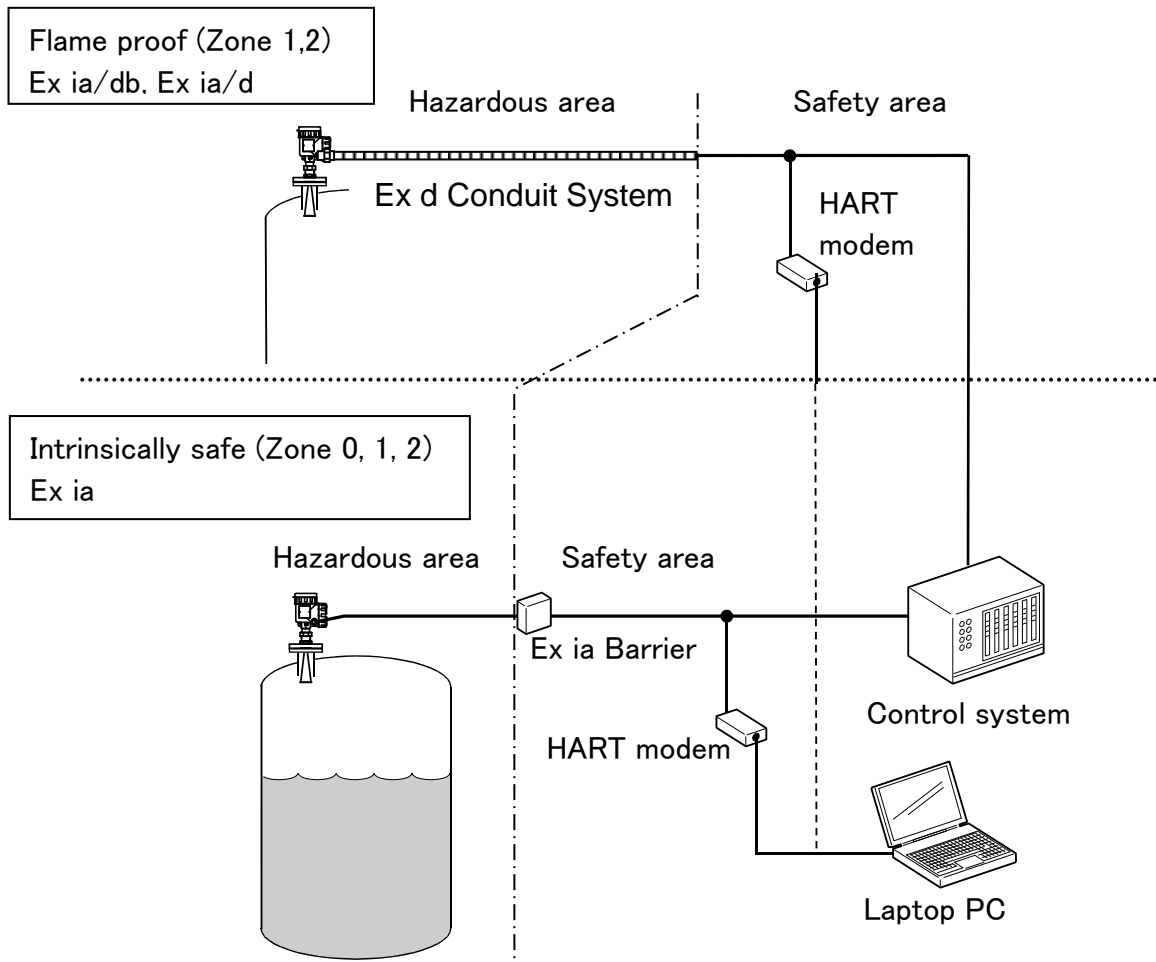 Flame proof (Zone 1,2)
Ex ia/db, Ex ia/d
Hazardous area
Safety area
Ex d Conduit System
HART
modem
Intrinsically safe (Zone 0, 1, 2)
Ex ia
Hazardous area
Safety area
Ex ia Barrier
Control system
HART modem
Laptop PC